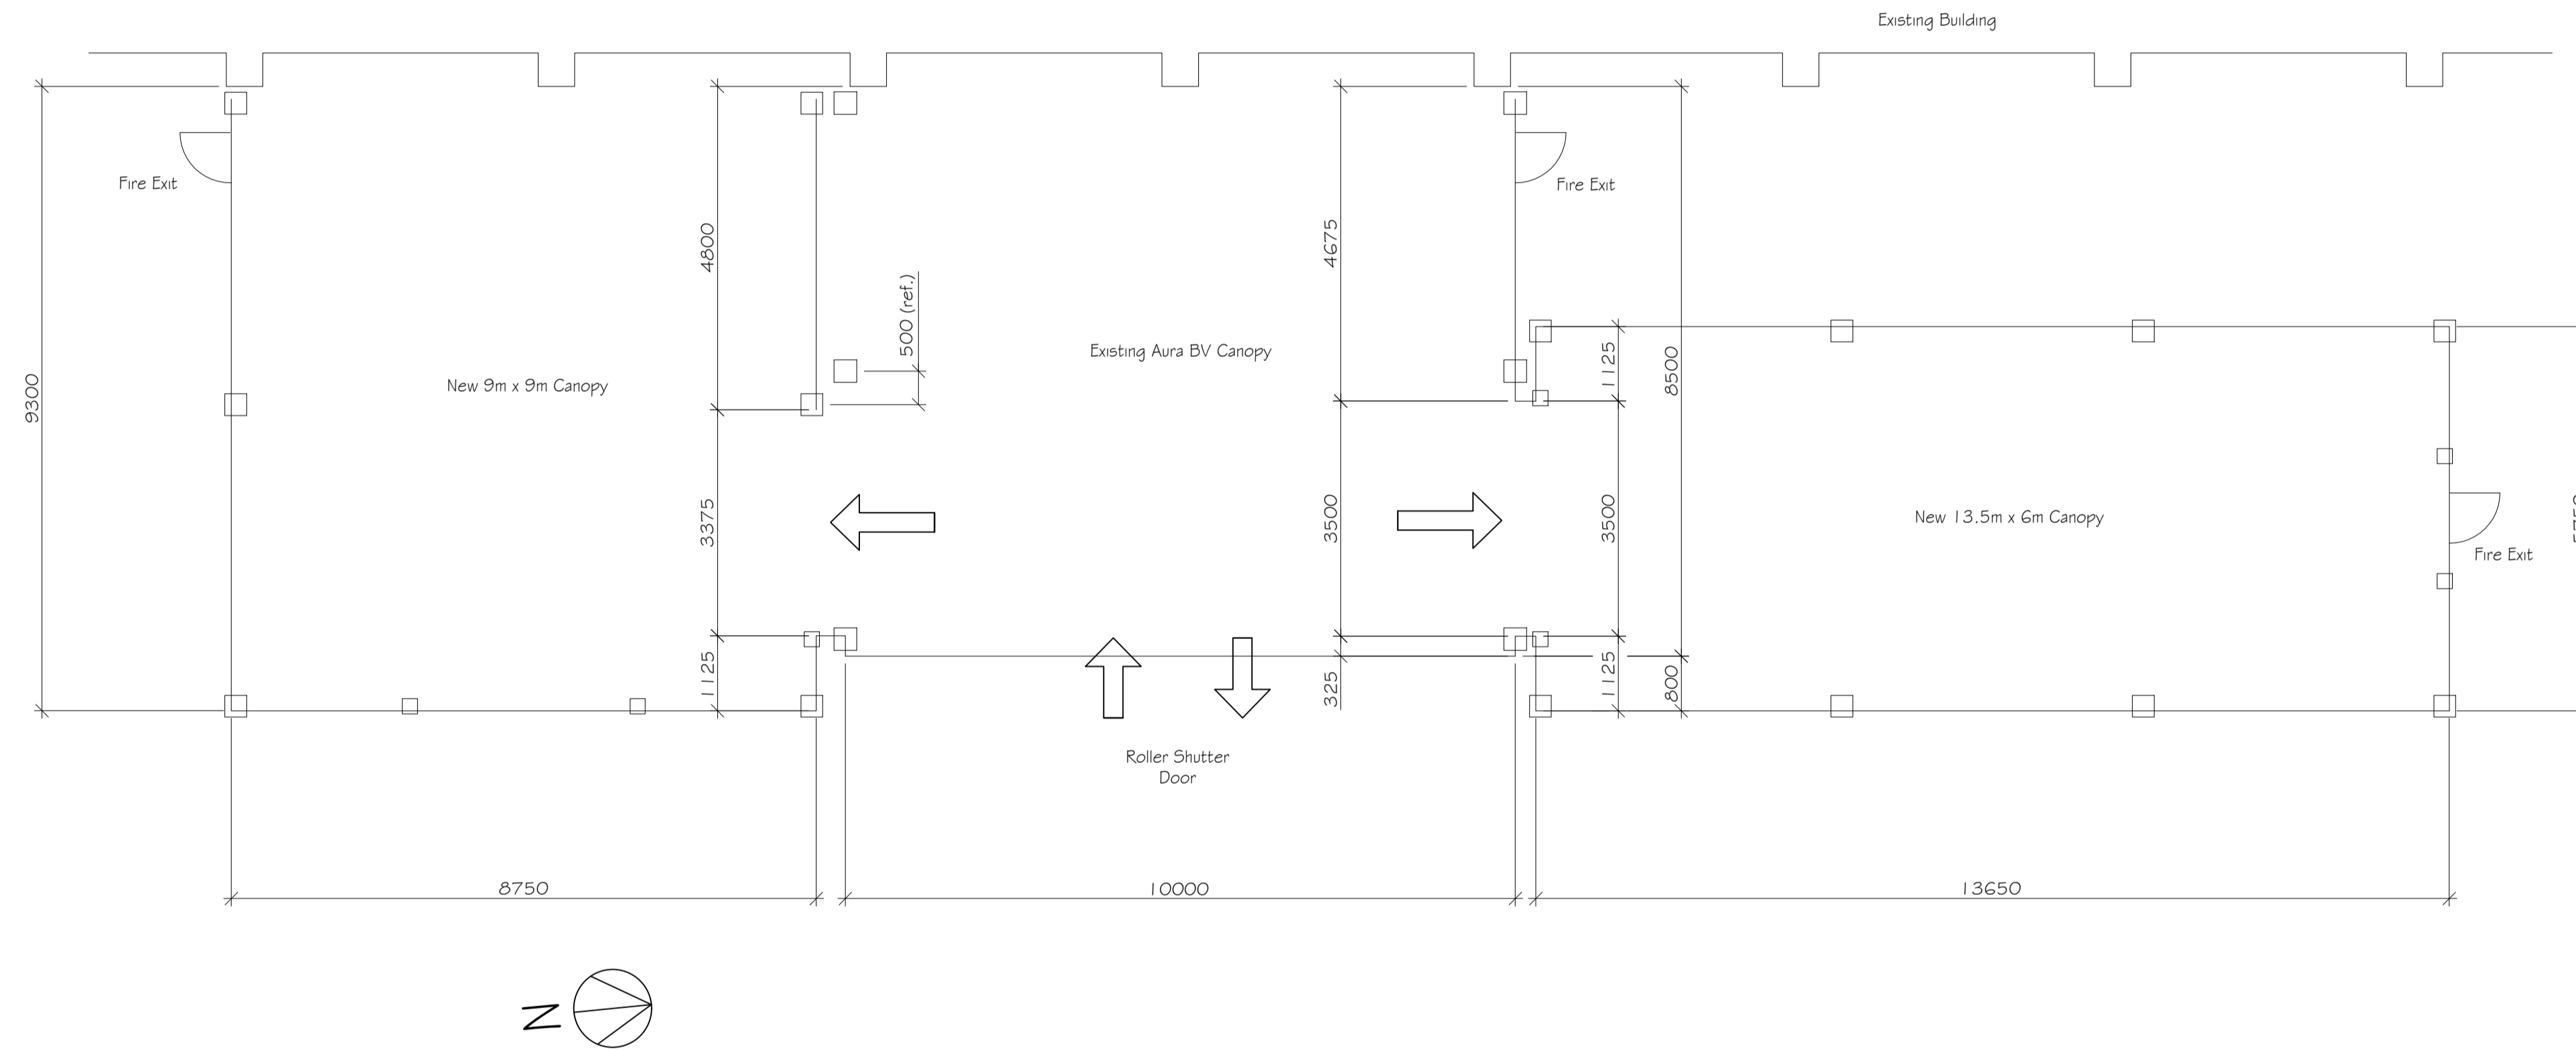 Existing Building
Fire Exit
Fire Exit
9300
4800
4675
500 (ref.)
Existing Aura BV Canopy
New 9m x 9m Canopy
1125
8500
3375
3500
3500
New 13.5m x 6m Canopy
Fire Exit
1125
325
1125
800
Roller Shutter
Door
8750
10000
13650
N